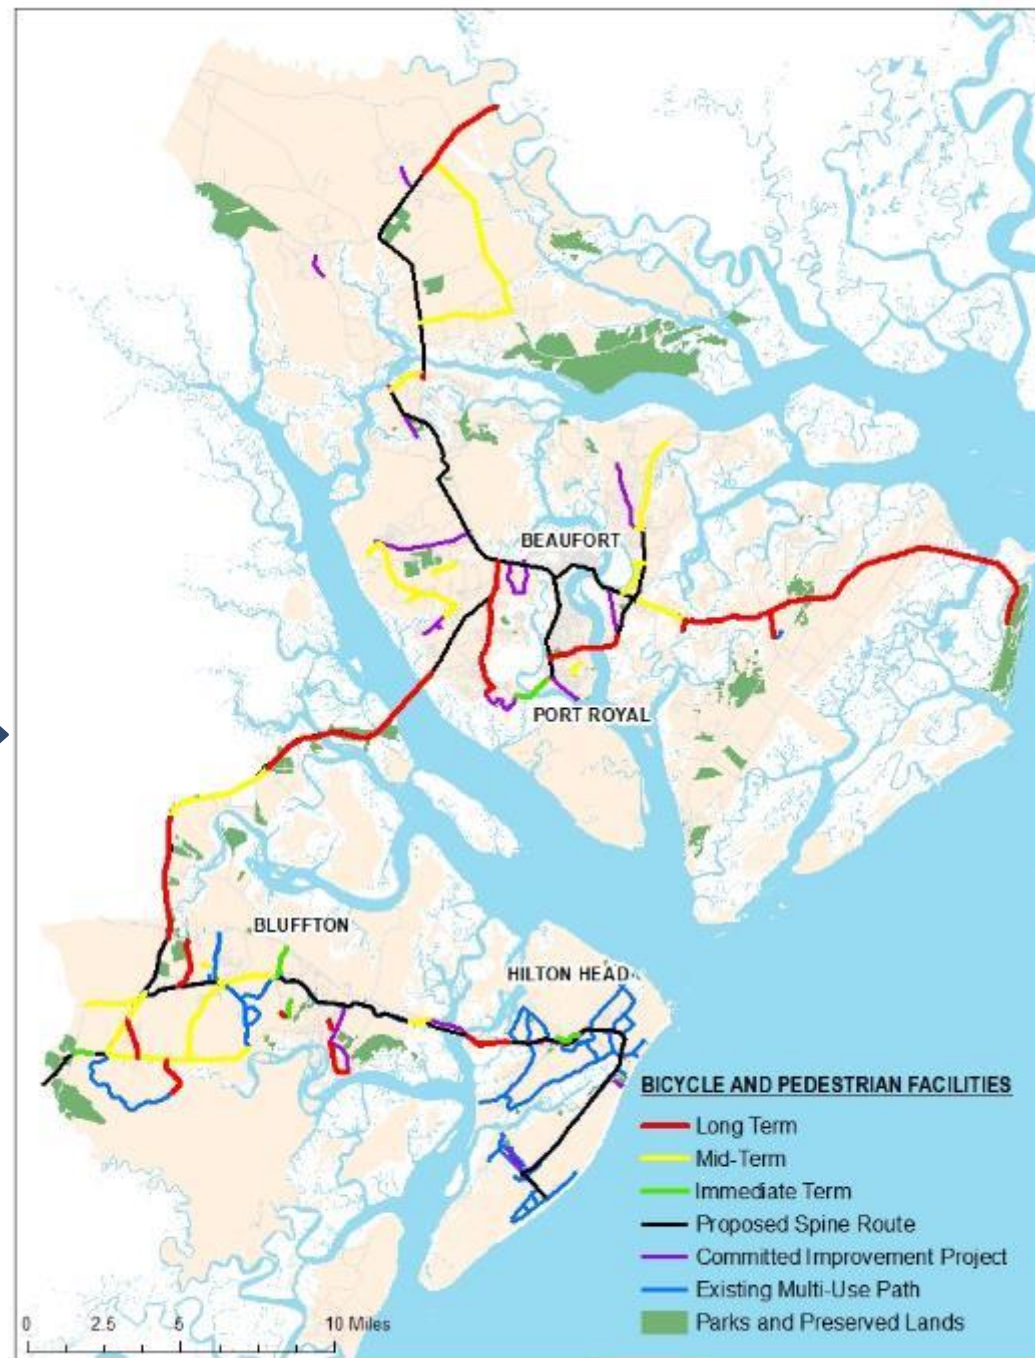 BEAUFORT
PORT ROYAL
BLUFFTON
HILTON HEAD
BICYCLE AND PEDESTRIAN FACILITIES
Long Term
Mid-Term
Immediate Term
Proposed Spine Route
Committed Improvement Project
Existing Multi-Use Path
Parks and Preserved Lands
0 2.5 5 10 Miles